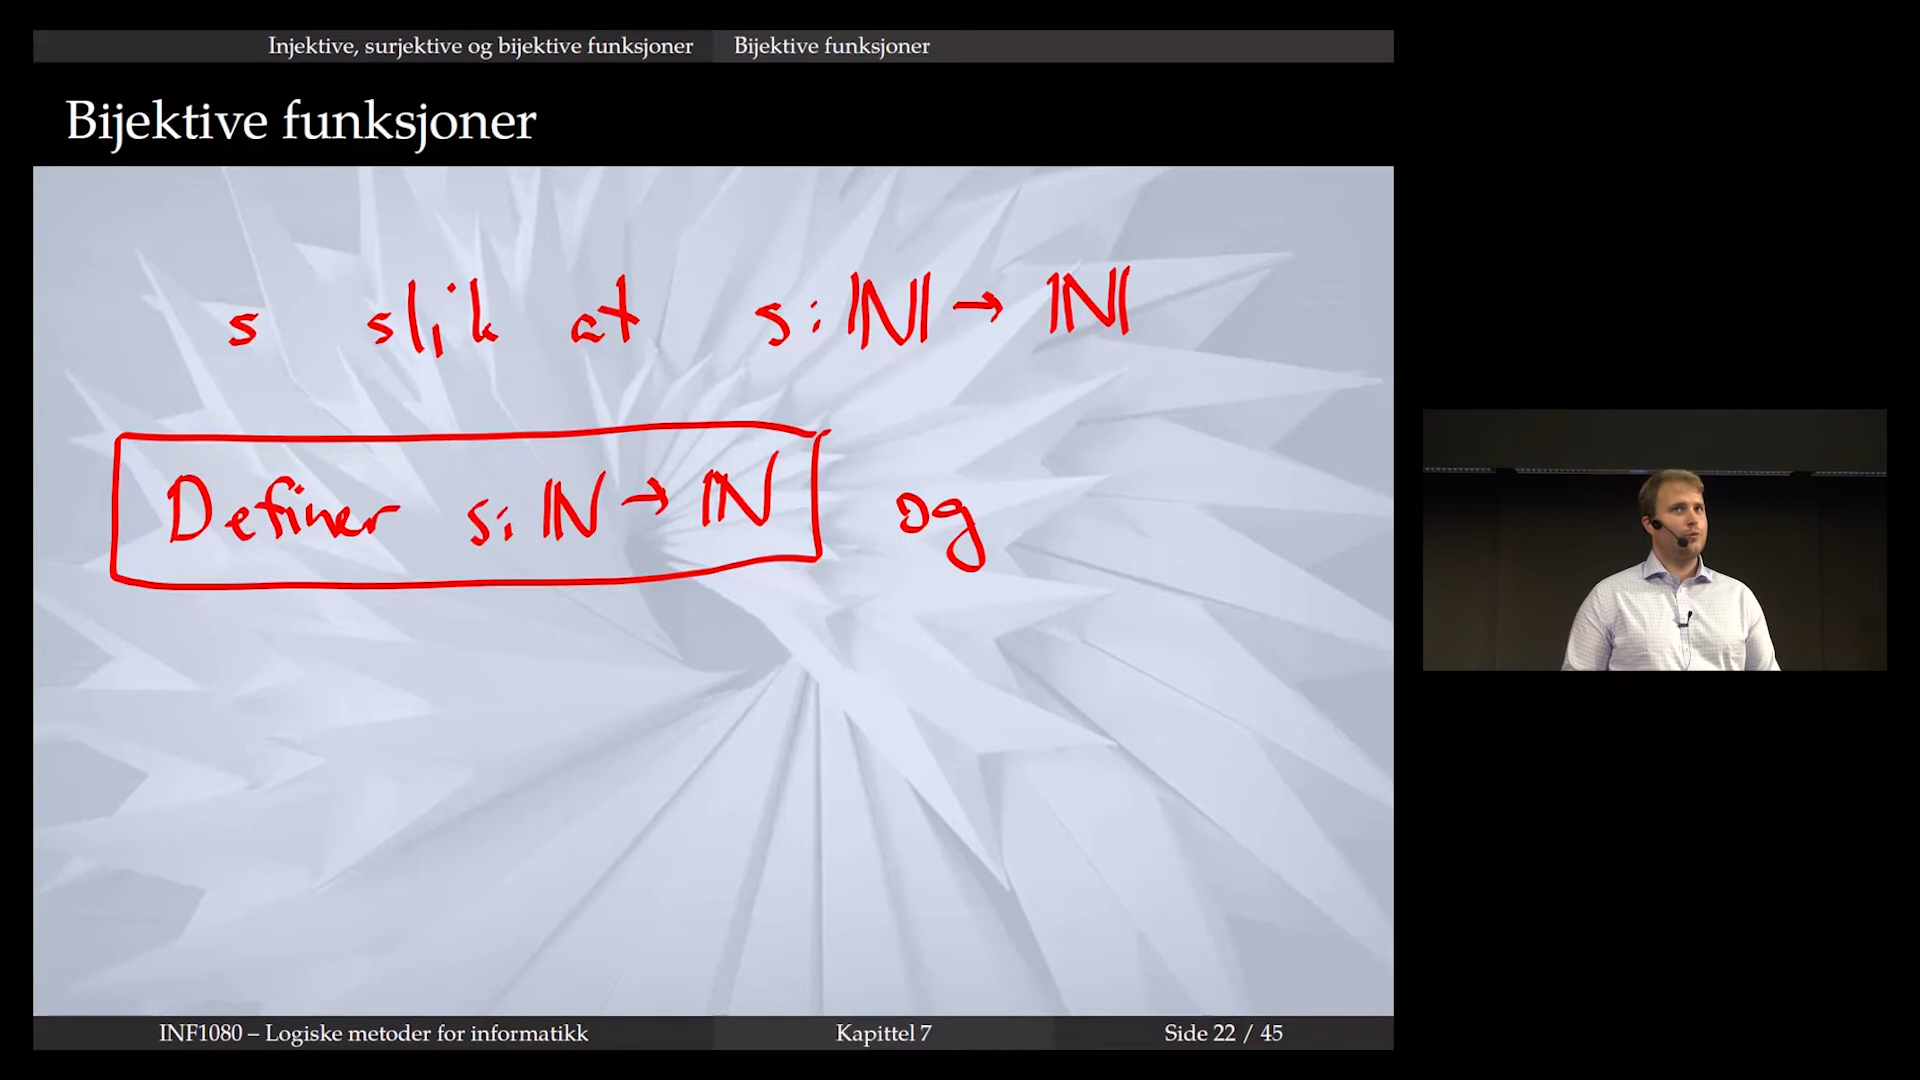 Injektive, surjektive og bijektive funksjoner Bijektive funksjoner
Bijektive funksjoner
s slik at s: ℕ → ℕ
Definer s: ℕ → ℕ og
INF1080 – Logiske metoder for informatikk Kapittel 7 Side 22 / 45